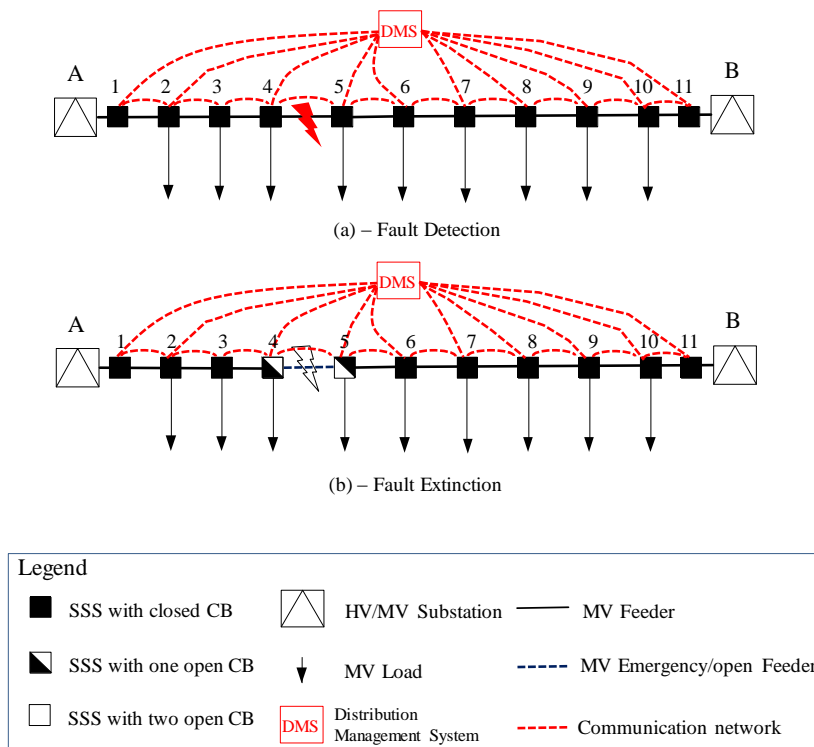 DMS
A
B
1 2 3 4 5 6 7 8 9 10 11
(a) – Fault Detection
DMS
A
B
1 2 3 4 5 6 7 8 9 10 11
(b) – Fault Extinction
Legend
SSS with closed CB
HV/MV Substation
MV Feeder
SSS with one open CB
MV Load
MV Emergency/open Feeder
SSS with two open CB
DMS
Distribution
Management System
Communication network